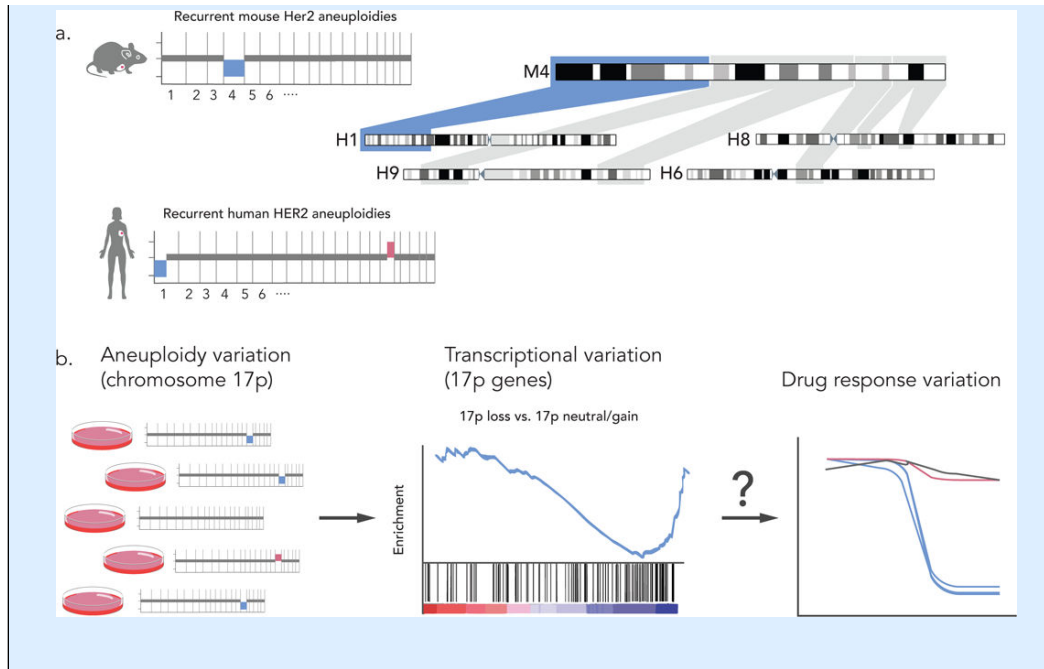 a.
Recurrent mouse Her2 aneuploidies
1 2 3 4 5 6 ....
M4
H1
H8
H9
H6
Recurrent human HER2 aneuploidies
1 2 3 4 5 6 ....
b.
Aneuploidy variation
(chromosome 17p)
Transcriptional variation
(17p genes)
Drug response variation
17p loss vs. 17p neutral/gain
Enrichment
?